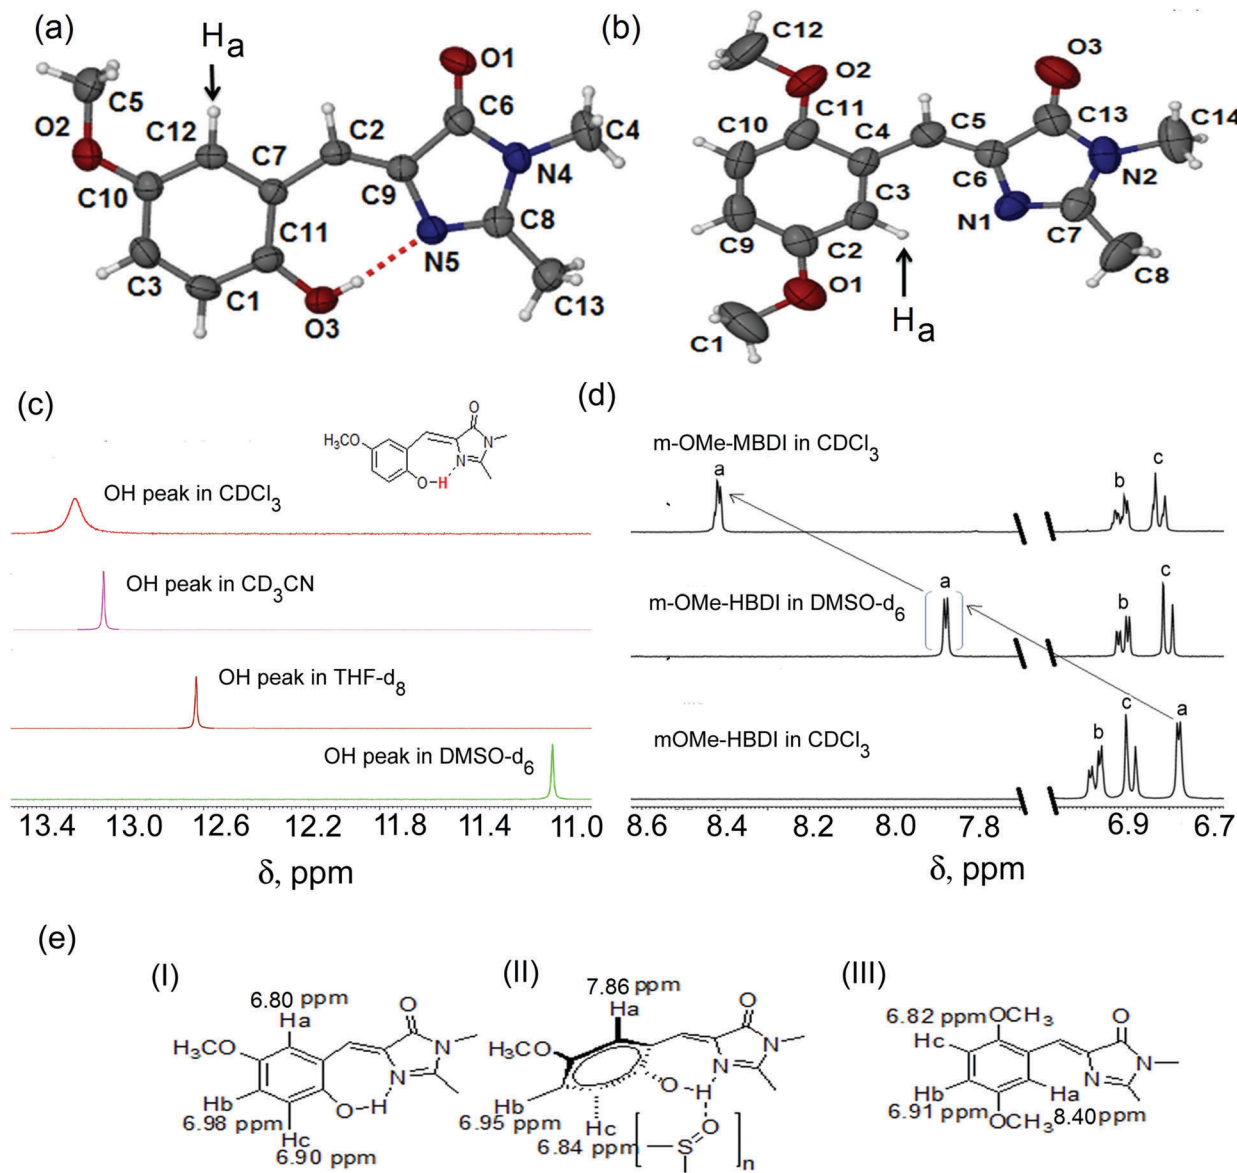 (a)
H
a
C5
O2
C12
C10
C7
C2
C3
C11
C1
O3
O1
C6
C4
N4
C9
C8
N5
C13
(b)
C12
O2
C11
O3
C10
C4
C5
C13
C14
C3
C6
N2
N1
C9
C2
C7
O1
C8
C1
H
a
(c)
H₃CO
O
N
N
O-H
OH peak in CDCl₃
OH peak in CD₃CN
OH peak in THF-d₈
OH peak in DMSO-d₆
13.4 13.0 12.6 12.2 11.8 11.4 11.0
δ, ppm
(d)
m-OMe-MBDI in CDCl₃
a
b
c
m-OMe-HBDI in DMSO-d₆
a
b
c
mOMe-HBDI in CDCl₃
b
c
a
8.6 8.4 8.2 8.0 7.8 6.9 6.7
δ, ppm
(e)
(I)
6.80 ppm
Ha
O
H₃CO
N
N
Hb
O-H
6.98 ppm
Hc
6.90 ppm
(II)
7.86 ppm
Ha
O
H₃CO
N
N
O
H
Hb
6.95 ppm
Hc
6.84 ppm
S=O
n
(III)
6.82 ppm
OCH₃
O
Hc
N
N
Hb
Ha
6.91 ppm
OCH₃
8.40 ppm